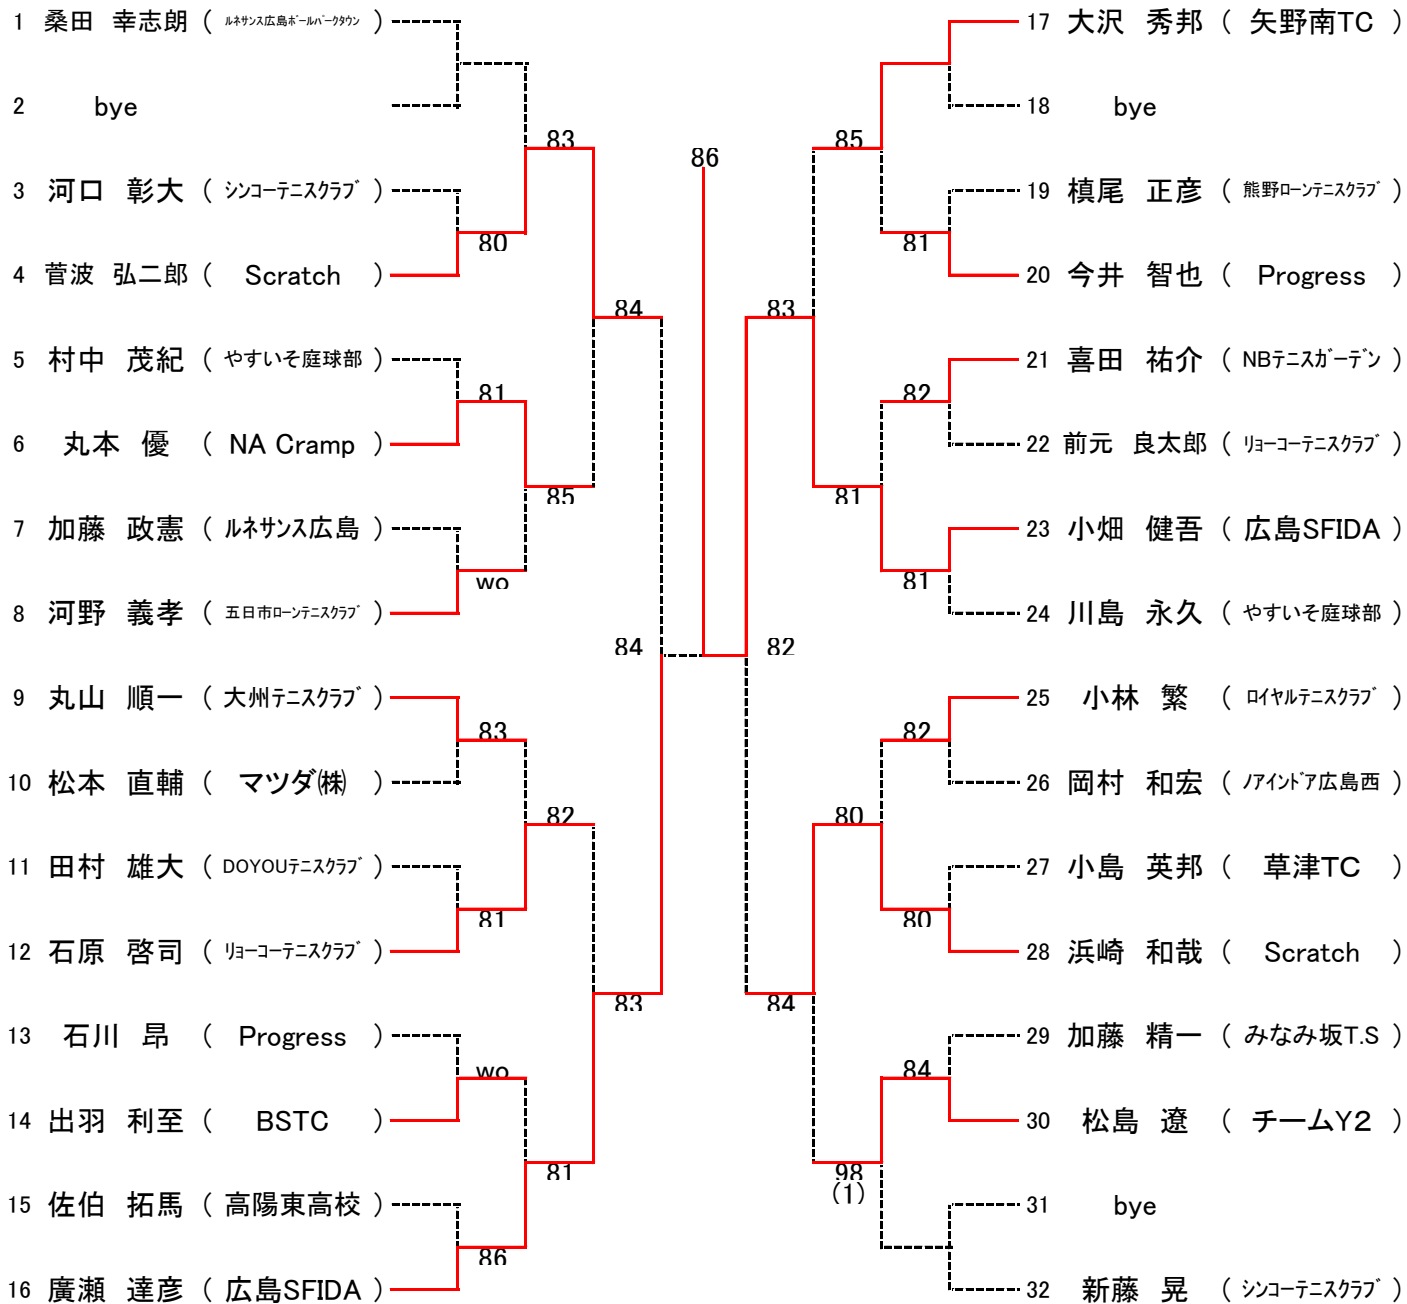 1 桑田 幸志朗 ( ルネサンス広島ボールパークタウン )
2 bye
83
3 河口 彰大 ( シンコーテニスクラブ )
80
4 菅波 弘二郎 ( Scratch )
84
5 村中 茂紀 ( やすいそ庭球部 )
81
6 丸本 優 ( NA Cramp )
85
7 加藤 政憲 ( ルネサンス広島 )
wo
8 河野 義孝 ( 五日市ローンテニスクラブ )
84
9 丸山 順一 ( 大州テニスクラブ )
83
10 松本 直輔 ( マツダ㈱ )
82
11 田村 雄大 ( DOYOUテニスクラブ )
81
12 石原 啓司 ( リョーコーテニスクラブ )
83
13 石川 昂 ( Progress )
wo
14 出羽 利至 ( BSTC )
81
15 佐伯 拓馬 ( 高陽東高校 )
86
16 廣瀬 達彦 ( 広島SFIDA )
86
17 大沢 秀邦 ( 矢野南TC )
18 bye
85
19 槙尾 正彦 ( 熊野ローンテニスクラブ )
81
20 今井 智也 ( Progress )
83
21 喜田 祐介 ( NBテニスガーデン )
82
22 前元 良太郎 ( リョーコーテニスクラブ )
81
23 小畑 健吾 ( 広島SFIDA )
81
24 川島 永久 ( やすいそ庭球部 )
82
25 小林 繁 ( ロイヤルテニスクラブ )
82
26 岡村 和宏 ( ノアインドア広島西 )
80
27 小島 英邦 ( 草津TC )
80
28 浜崎 和哉 ( Scratch )
84
29 加藤 精一 ( みなみ坂T.S )
84
30 松島 遼 ( チームY2 )
98
(1)
31 bye
32 新藤 晃 ( シンコーテニスクラブ )